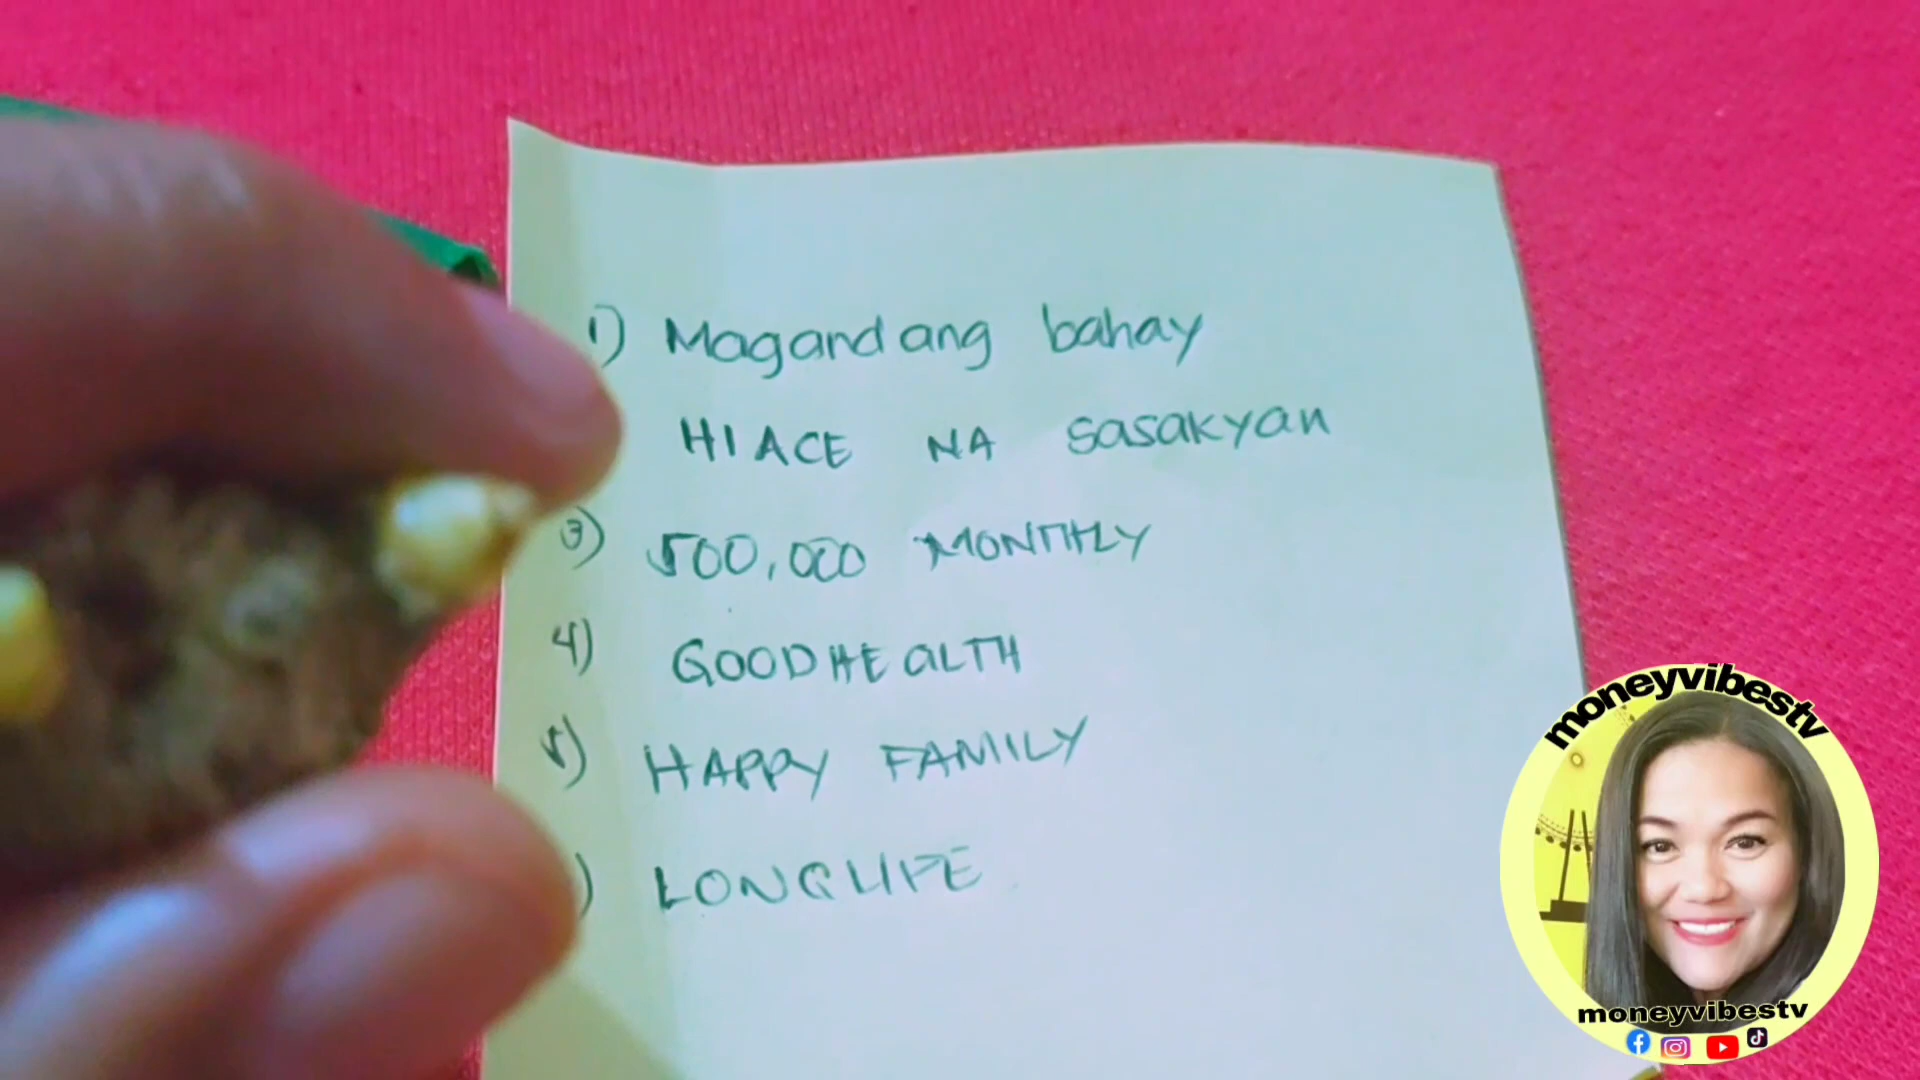 1) Magandang bahay
HIACE NA sasakyan
3) 500,000 MONTHLY
4) GOODHEALTH
5) HAPPY FAMILY
) LONGLIFE
moneyvibestv
moneyvibestv